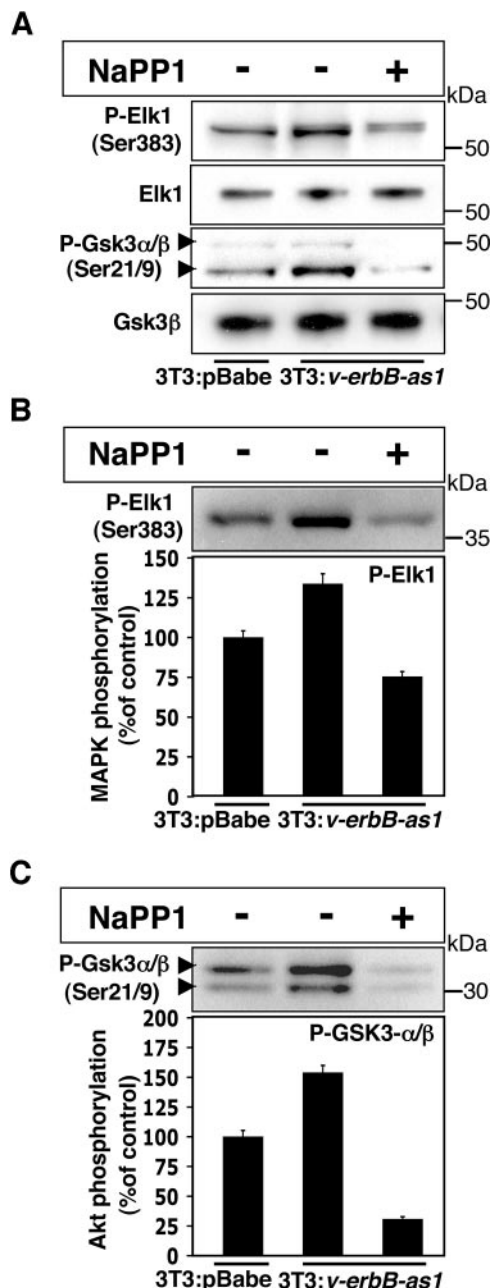 A
NaPP1 - - +
kDa
P-Elk1
(Ser383)
50
Elk1
50
P-Gsk3α/β
(Ser21/9)
50
50
Gsk3β
3T3:pBabe 3T3:v-erbB-as1
B
NaPP1 - - +
kDa
P-Elk1
(Ser383)
35
P-Elk1
MAPK phosphorylation
(%of control)
150
125
100
75
50
25
0
3T3:pBabe 3T3:v-erbB-as1
C
NaPP1 - - +
kDa
P-Gsk3α/β
(Ser21/9)
30
P-GSK3-α/β
Akt phosphorylation
(%of control)
200
175
150
125
100
75
50
25
0
3T3:pBabe 3T3:v-erbB-as1